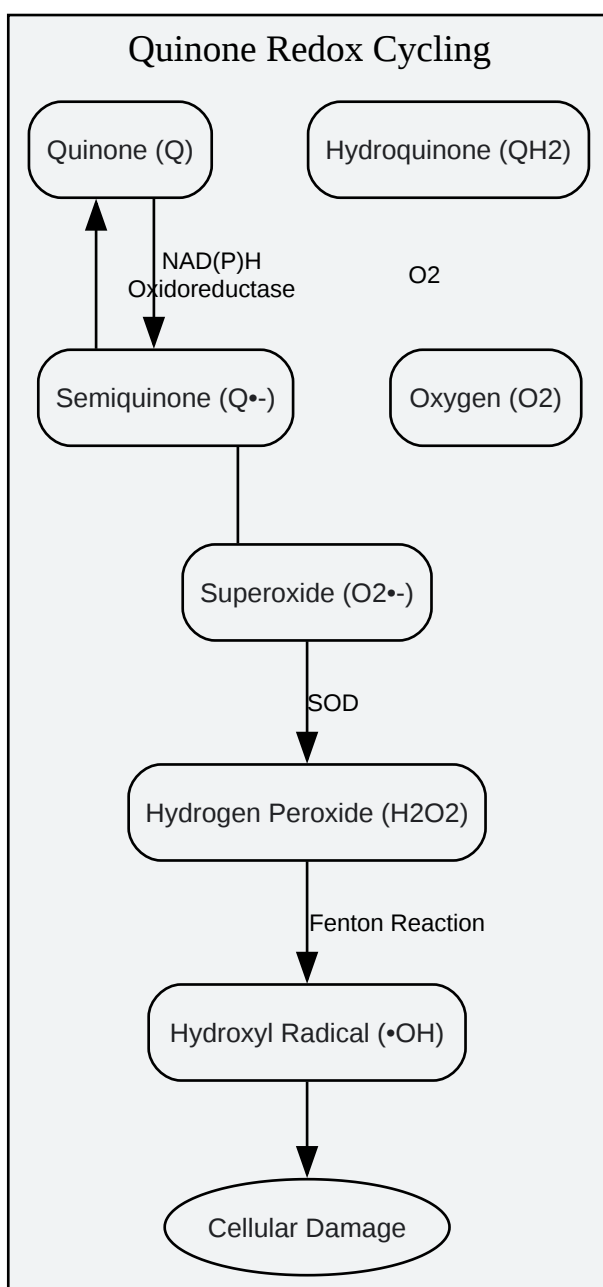 Quinone Redox Cycling
Quinone (Q)
Hydroquinone (QH2)
NAD(P)H
Oxidoreductase
O2
Semiquinone (Q•-)
Oxygen (O2)
Superoxide (O2•-)
SOD
Hydrogen Peroxide (H2O2)
Fenton Reaction
Hydroxyl Radical (•OH)
Cellular Damage